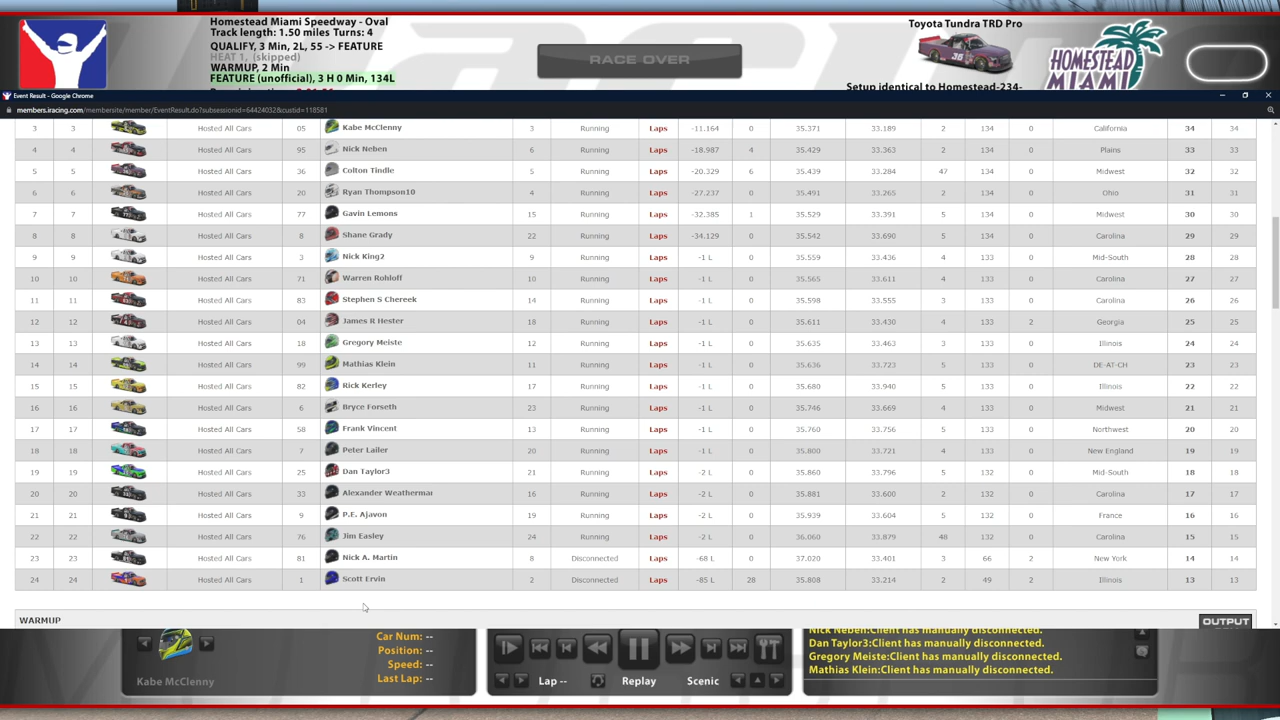 Homestead Miami Speedway - Oval
Track length: 1.50 miles Turns: 4
QUALIFY, 3 Min, 2L, 55 -> FEATURE
HEAT 1, (skipped)
WARMUP, 2 Min
FEATURE (unofficial), 3 H 0 Min, 134L
RACE OVER
Toyota Tundra TRD Pro
HOMESTEAD
MIAMI
Setup identical to Homestead-234-
Event Result - Google Chrome
members.iracing.com/membersite/member/EventResult.do?subsessionid=64424032&custid=118581
3 3 Hosted All Cars 05 Kabe McClenny 3 Running Laps -11.164 0 35.371 33.189 2 134 0 California 34 34
4 4 Hosted All Cars 95 Nick Neben 6 Running Laps -18.987 4 35.429 33.363 2 134 0 Plains 33 33
5 5 Hosted All Cars 36 Colton Tindle 5 Running Laps -20.329 6 35.439 33.284 47 134 0 Midwest 32 32
6 6 Hosted All Cars 20 Ryan Thompson10 4 Running Laps -27.237 0 35.491 33.265 2 134 0 Ohio 31 31
7 7 Hosted All Cars 77 Gavin Lemons 15 Running Laps -32.385 1 35.529 33.391 5 134 0 Midwest 30 30
8 8 Hosted All Cars 8 Shane Grady 22 Running Laps -34.129 0 35.542 33.690 5 134 0 Carolina 29 29
9 9 Hosted All Cars 3 Nick King2 9 Running Laps -1 L 0 35.559 33.436 4 133 0 Mid-South 28 28
10 10 Hosted All Cars 71 Warren Rohloff 10 Running Laps -1 L 0 35.565 33.611 4 133 0 Carolina 27 27
11 11 Hosted All Cars 83 Stephen S Chereek 14 Running Laps -1 L 0 35.598 33.555 3 133 0 Carolina 26 26
12 12 Hosted All Cars 04 James R Hester 18 Running Laps -1 L 0 35.611 33.430 4 133 2 Georgia 25 25
13 13 Hosted All Cars 18 Gregory Meiste 12 Running Laps -1 L 0 35.635 33.463 3 133 0 Illinois 24 24
14 14 Hosted All Cars 99 Mathias Klein 11 Running Laps -1 L 0 35.636 33.723 5 133 0 DE-AT-CH 23 23
15 15 Hosted All Cars 82 Rick Kerley 17 Running Laps -1 L 0 35.680 33.940 5 133 0 Illinois 22 22
16 16 Hosted All Cars 6 Bryce Forseth 23 Running Laps -1 L 0 35.746 33.669 4 133 0 Midwest 21 21
17 17 Hosted All Cars 58 Frank Vincent 13 Running Laps -1 L 0 35.760 33.756 5 133 0 Northwest 20 20
18 18 Hosted All Cars 7 Peter Lailer 20 Running Laps -1 L 0 35.800 33.721 4 133 0 New England 19 19
19 19 Hosted All Cars 25 Dan Taylor3 21 Running Laps -2 L 0 35.860 33.796 5 132 0 Mid-South 18 18
20 20 Hosted All Cars 33 Alexander Weatherma 16 Running Laps -2 L 0 35.881 33.600 2 132 0 Carolina 17 17
21 21 Hosted All Cars 9 P.E. Ajavon 19 Running Laps -2 L 0 35.939 33.604 5 132 0 France 16 16
22 22 Hosted All Cars 76 Jim Easley 24 Running Laps -2 L 0 36.060 33.879 48 132 0 Carolina 15 15
23 23 Hosted All Cars 81 Nick A. Martin 8 Disconnected Laps -68 L 0 37.020 33.401 3 66 2 New York 14 14
24 24 Hosted All Cars 1 Scott Ervin 2 Disconnected Laps -85 L 28 35.808 33.214 2 49 2 Illinois 13 13
WARMUP
OUTPUT
Car Num: --
Position: --
Speed: --
Last Lap: --
Kabe McClenny
Lap --
Replay
Scenic
Nick Neben:Client has manually disconnected.
Dan Taylor3:Client has manually disconnected.
Gregory Meiste:Client has manually disconnected.
Mathias Klein:Client has manually disconnected.